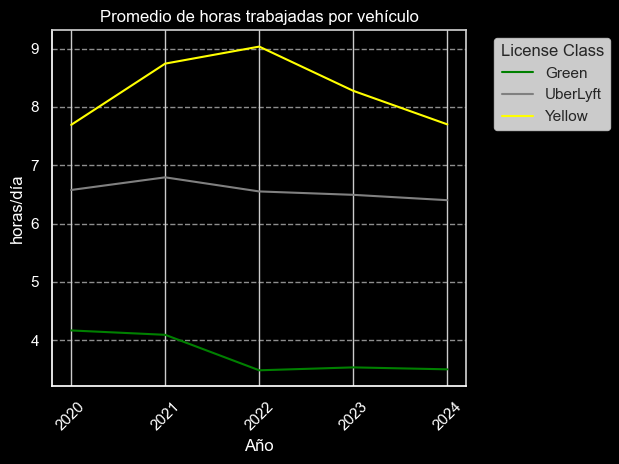 Promedio de horas trabajadas por vehículo
9
8
7
6
5
4
horas/día
2020
2021
2022
2023
2024
Año
License Class
Green
UberLyft
Yellow